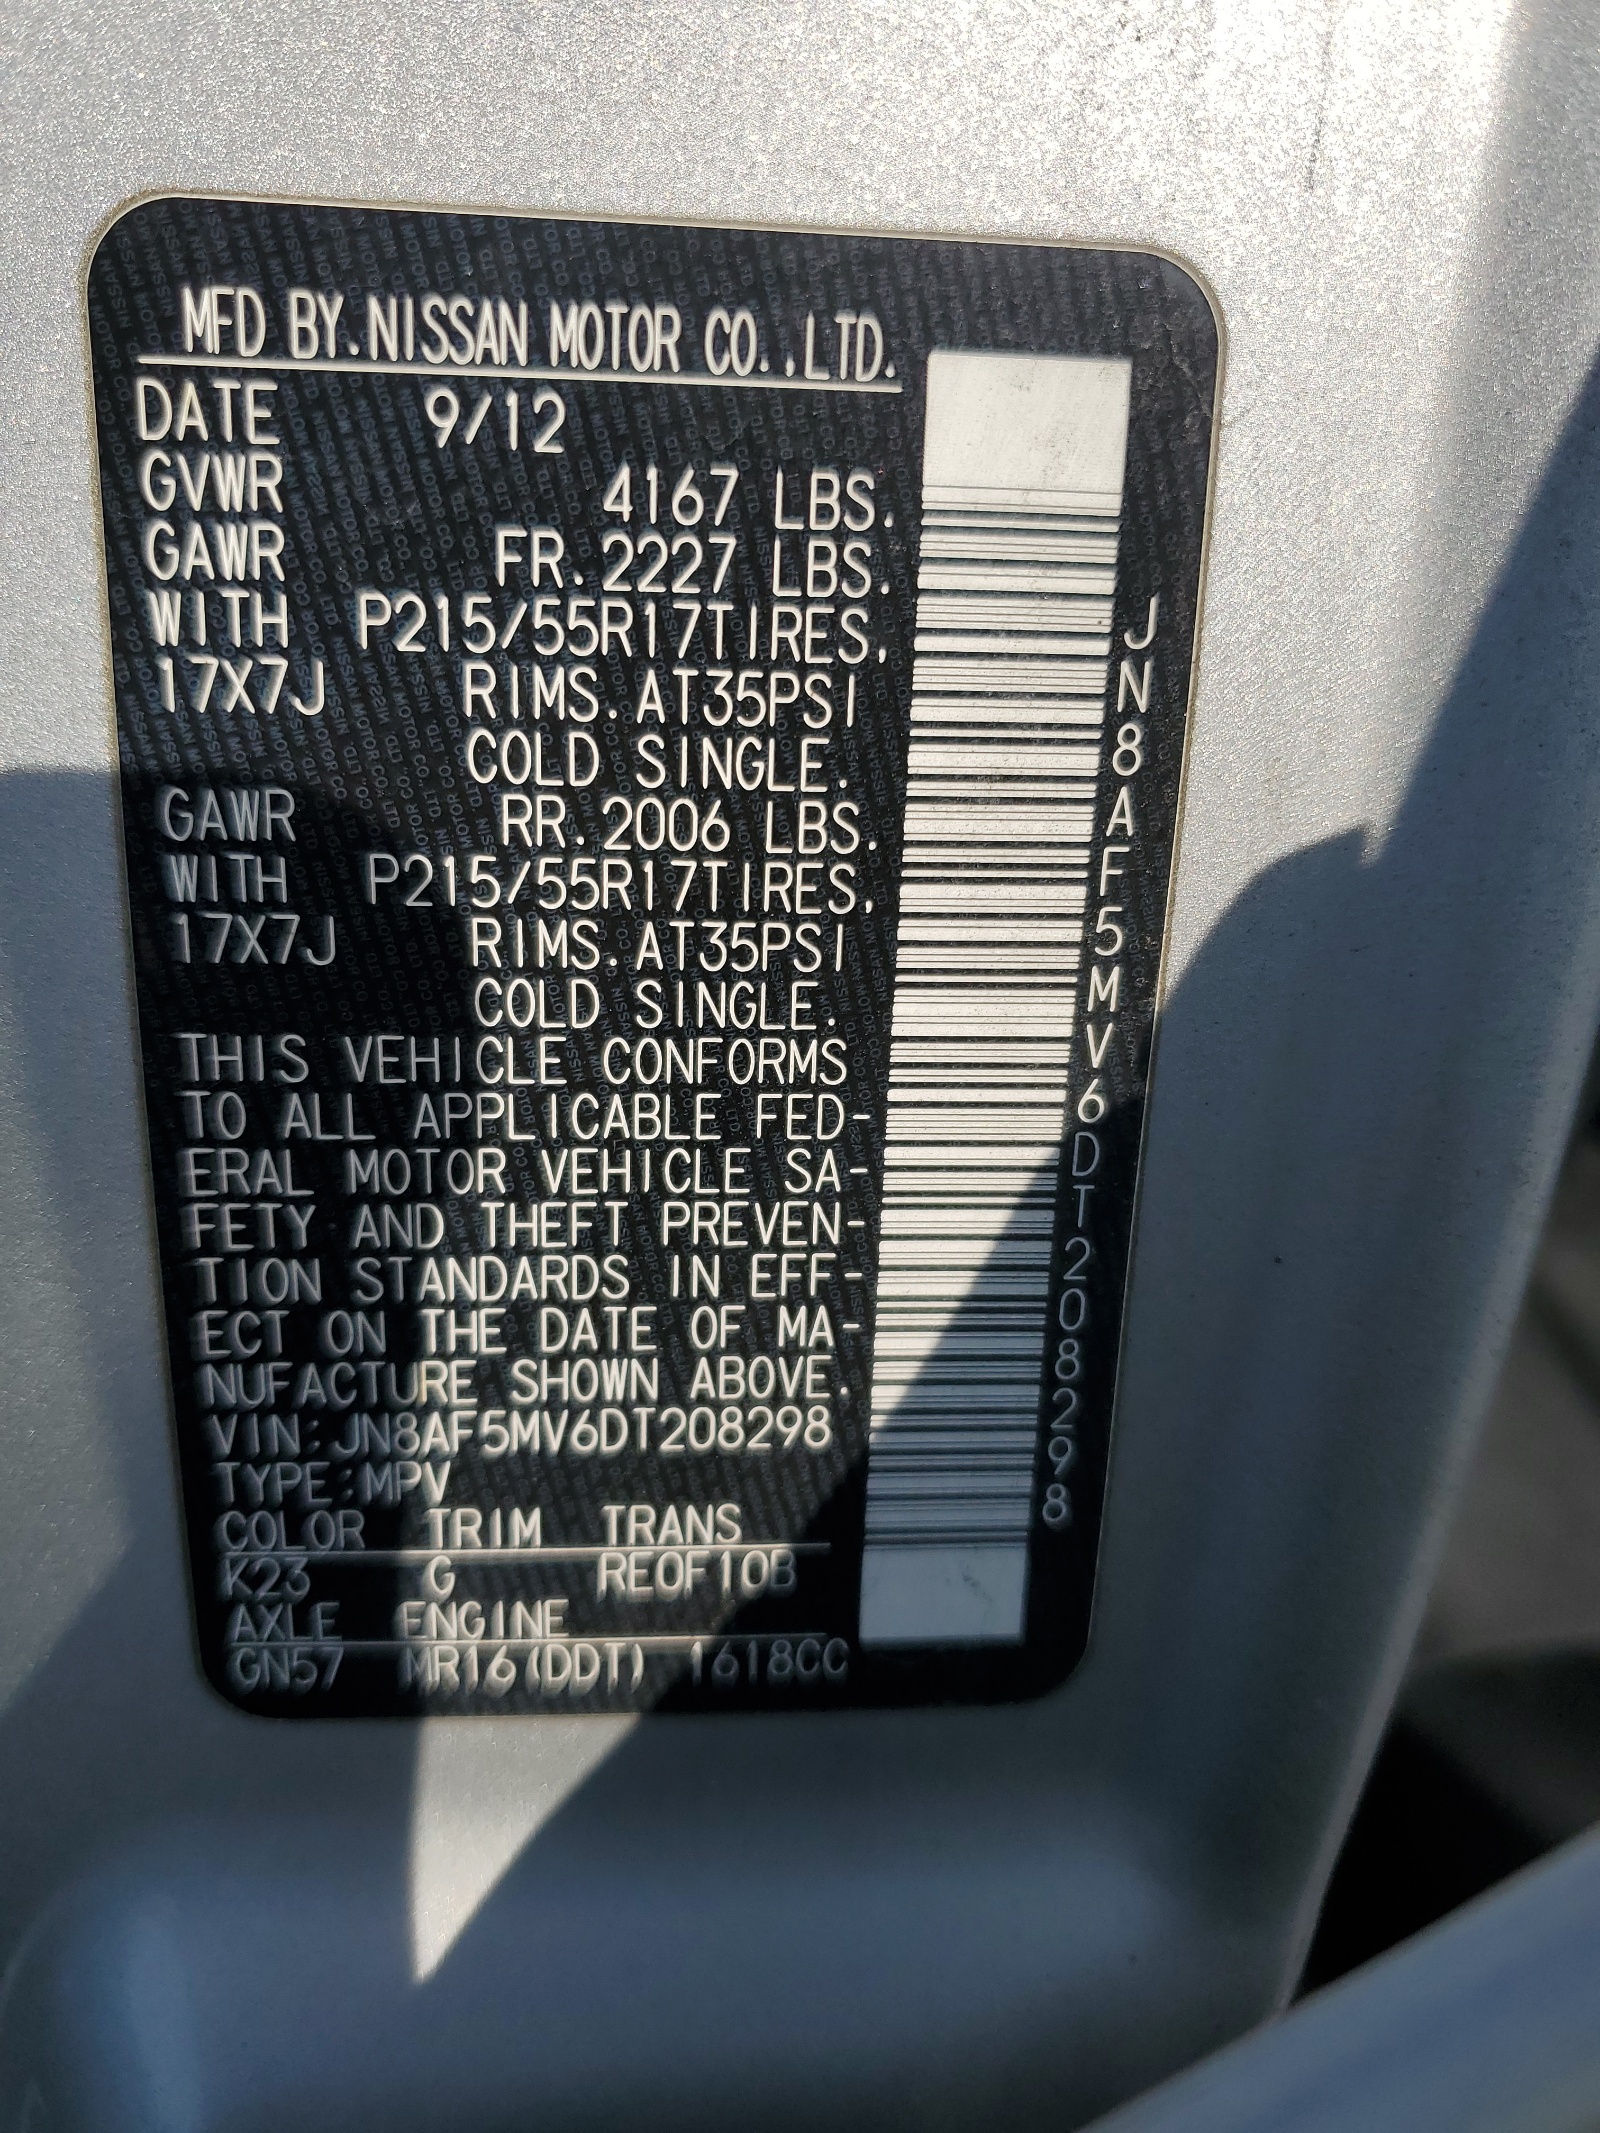 MFD BY.NISSAN MOTOR CO.,LTD.
DATE 9/12
GVWR 4167 LBS.
GAWR FR.2227 LBS.
WITH P215/55R17TIRES,
17X7J RIMS.AT35PSI
COLD SINGLE.
GAWR RR.2006 LBS.
WITH P215/55R17TIRES,
17X7J RIMS.AT35PSI
COLD SINGLE.
THIS VEHICLE CONFORMS
TO ALL APPLICABLE FED-
ERAL MOTOR VEHICLE SA-
FETY AND THEFT PREVEN-
TION STANDARDS IN EFF-
ECT ON THE DATE OF MA-
NUFACTURE SHOWN ABOVE.
VIN:JN8AF5MV6DT208298
TYPE:MPV
COLOR TRIM TRANS
K23 G RE0F10B
AXLE ENGINE
GN57 MR16(DDT) 1618CC
JN8AF5MV6DT208298